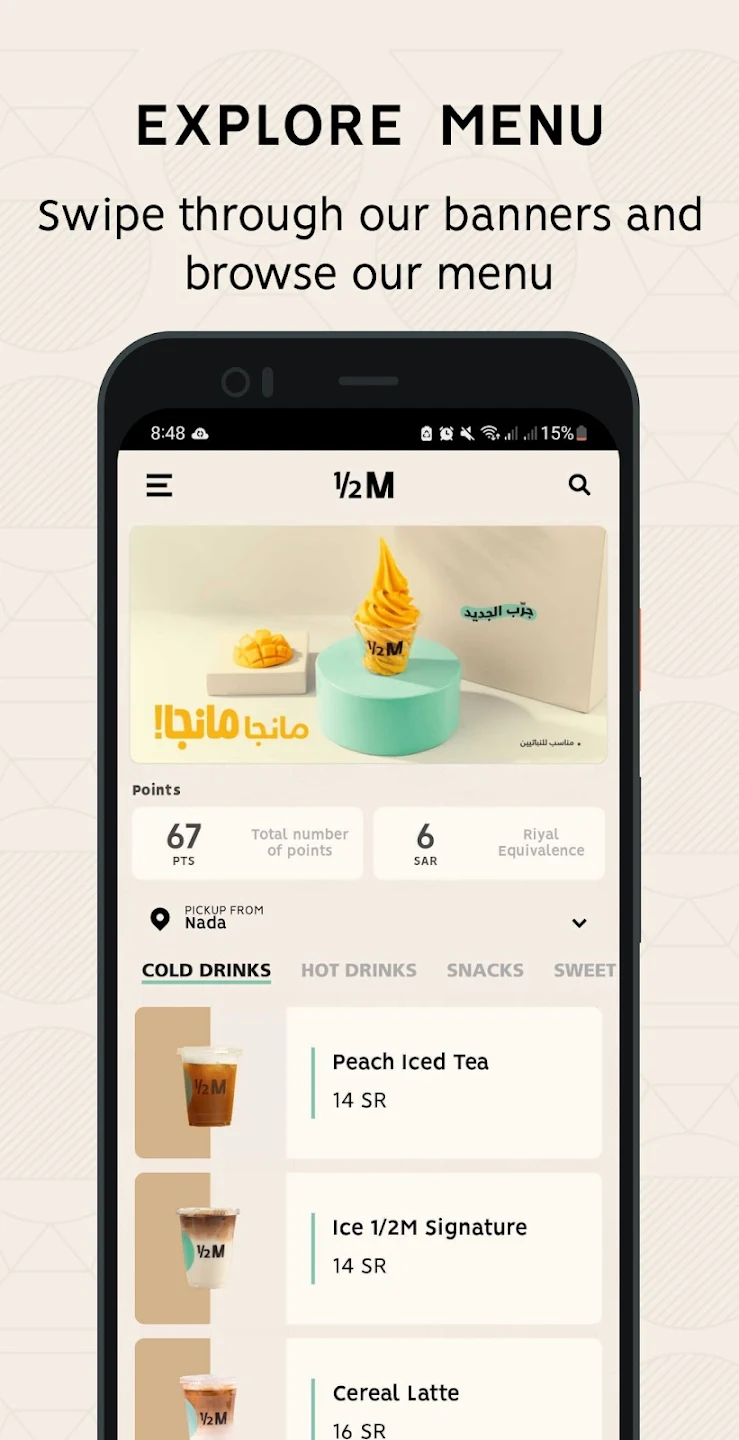 EXPLORE MENU
Swipe through our banners and
browse our menu
8:48
15%
½M
جرّب الجديد
½M
مانجا مانجا!
• مناسب للنباتيين
Points
67
PTS
Total number
of points
6
SAR
Riyal
Equivalence
PICKUP FROM
Nada
COLD DRINKS HOT DRINKS SNACKS SWEET
½M
Peach Iced Tea
14 SR
½M
Ice 1/2M Signature
14 SR
½M
Cereal Latte
16 SR